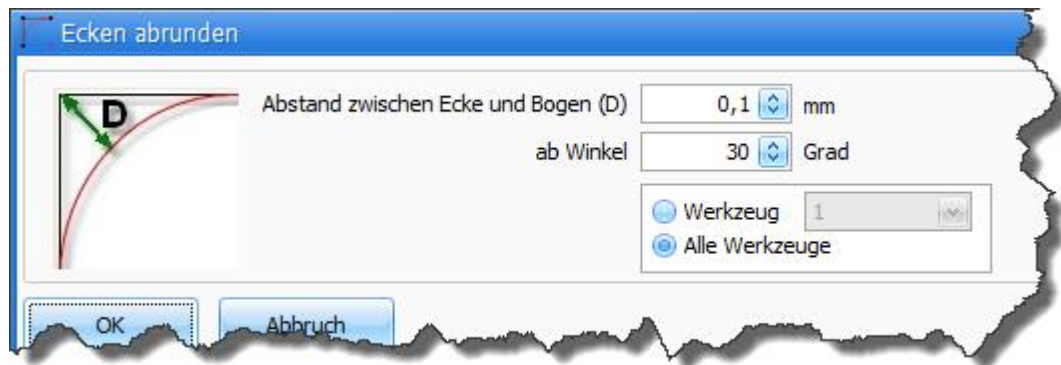 Ecken abrunden
D
Abstand zwischen Ecke und Bogen (D) 0,1 mm
ab Winkel 30 Grad
Werkzeug 1
Alle Werkzeuge
OK Abbruch